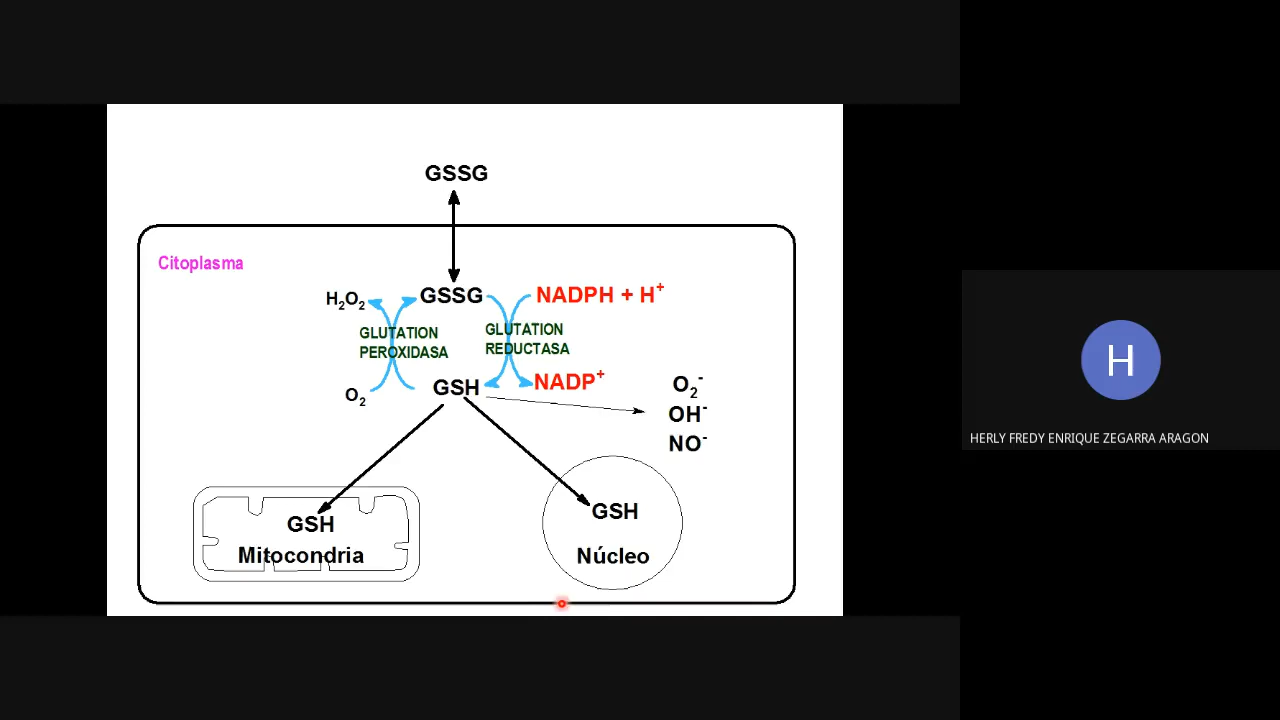 GSSG
Citoplasma
H₂O₂
GSSG
NADPH + H⁺
GLUTATION
PEROXIDASA
GLUTATION
REDUCTASA
O₂
GSH
NADP⁺
O₂⁻
OH⁻
NO⁻
GSH
Mitocondria
GSH
Núcleo
H
HERLY FREDY ENRIQUE ZEGARRA ARAGON